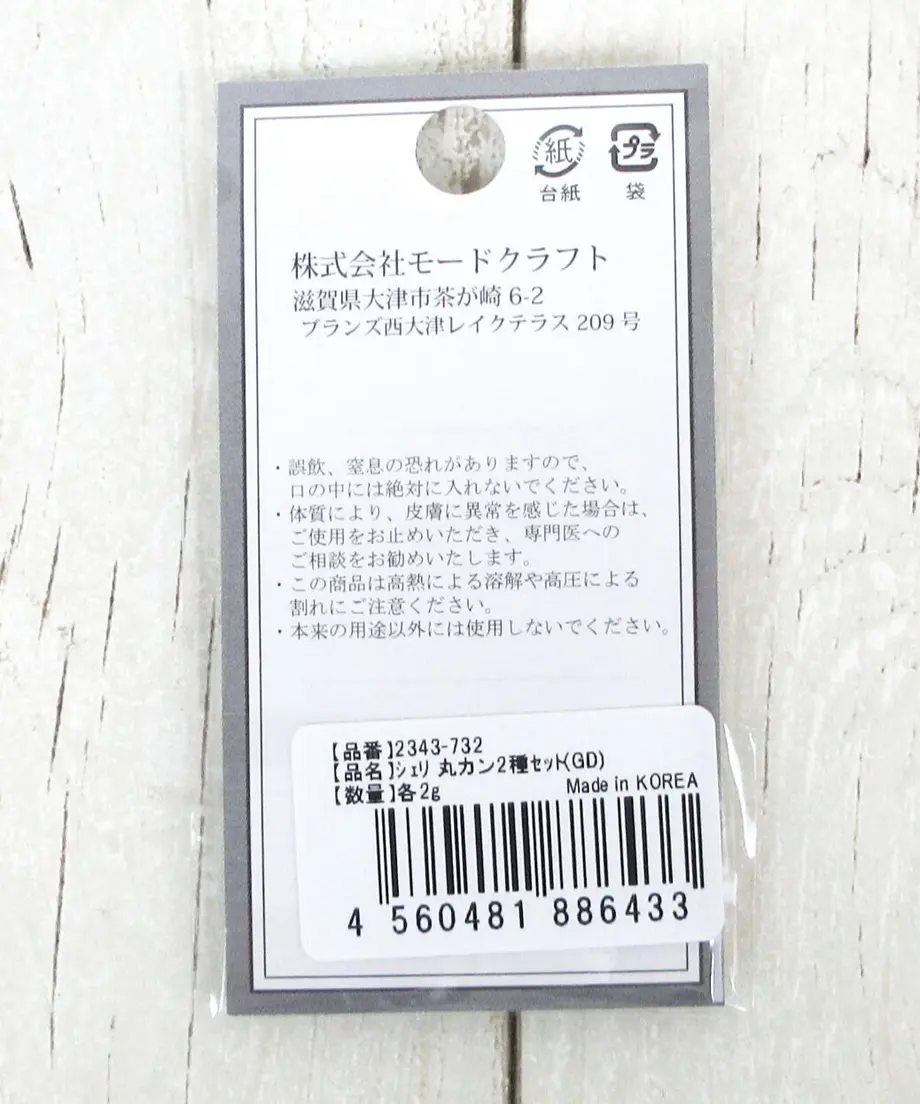 紙 プラ
台紙 袋
株式会社モードクラフト
滋賀県大津市茶が崎 6-2
ブランズ西大津レイクテラス 209 号
・誤飲、窒息の恐れがありますので、
口の中には絶対に入れないでください。
・体質により、皮膚に異常を感じた場合は、
ご使用をお止めいただき、専門医への
ご相談をお勧めいたします。
・この商品は高熱による溶解や高圧による
割れにご注意ください。
・本来の用途以外には使用しないでください。
【品番】2343-732
【品名】ｼｪﾘ 丸カン2種ｾｯﾄ(GD)
【数量】各2g Made in KOREA
4 560481 886433